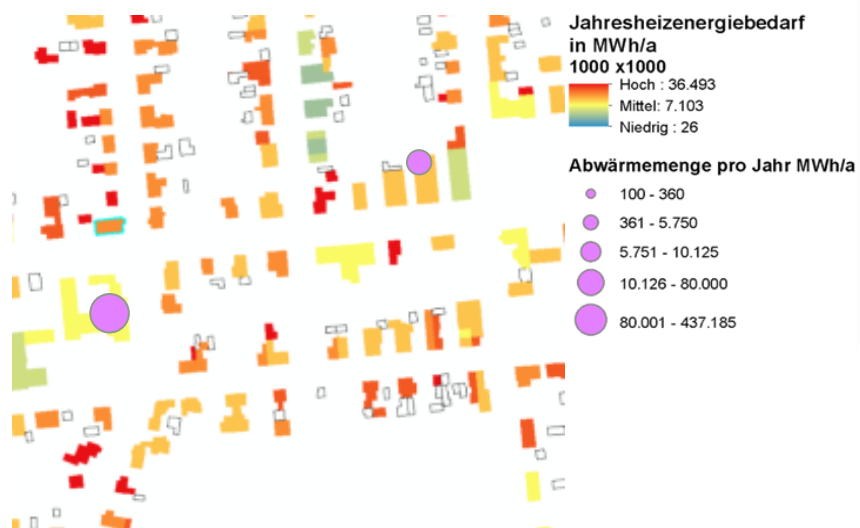 Jahresheizenergiebedarf
in MWh/a
1000 x1000
Hoch : 36.493
Mittel: 7.103
Niedrig : 26
Abwärmemenge pro Jahr MWh/a
100 - 360
361 - 5.750
5.751 - 10.125
10.126 - 80.000
80.001 - 437.185